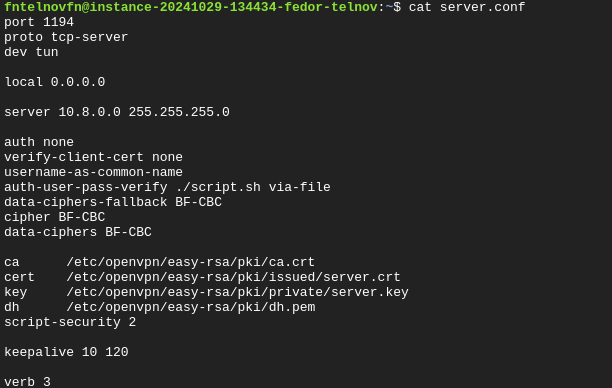 fntelnovfn@instance-20241029-134434-fedor-telnov:~$ cat server.conf
port 1194
proto tcp-server
dev tun
local 0.0.0.0
server 10.8.0.0 255.255.255.0
auth none
verify-client-cert none
username-as-common-name
auth-user-pass-verify ./script.sh via-file
data-ciphers-fallback BF-CBC
cipher BF-CBC
data-ciphers BF-CBC
ca      /etc/openvpn/easy-rsa/pki/ca.crt
cert    /etc/openvpn/easy-rsa/pki/issued/server.crt
key     /etc/openvpn/easy-rsa/pki/private/server.key
dh      /etc/openvpn/easy-rsa/pki/dh.pem
script-security 2
keepalive 10 120
verb 3